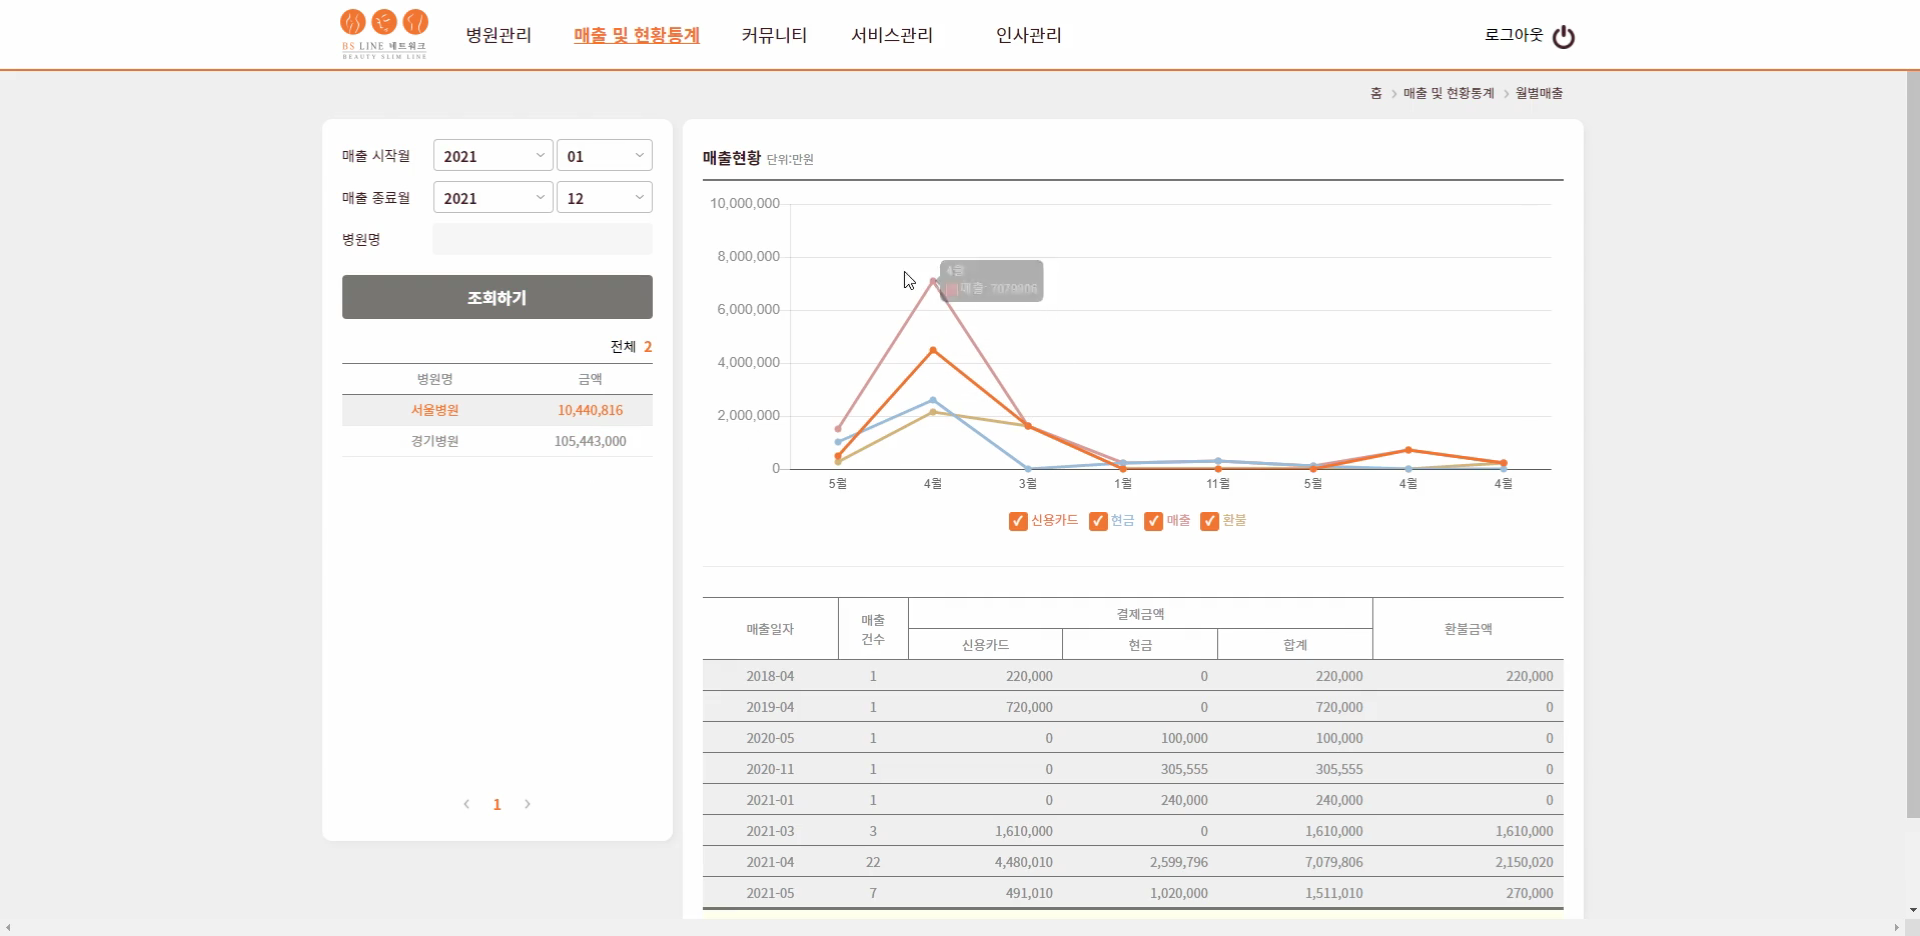 BS LINE 네트워크
BEAUTY SLIM LINE
병원관리 매출 및 현황통계 커뮤니티 서비스관리 인사관리 로그아웃
홈 > 매출 및 현황통계 > 월별매출
매출 시작월 2021 01
매출 종료월 2021 12
병원명
조회하기
전체 2
병원명 금액
서울병원 10,440,816
경기병원 105,443,000
1
매출현황 단위:만원
10,000,000
8,000,000
6,000,000
4,000,000
2,000,000
0
4월
매출: 7079806
5월 4월 3월 1월 11월 5월 4월 4월
신용카드 현금 매출 환불
매출일자 매출 건수 결제금액 환불금액
신용카드 현금 합계
2018-04 1 220,000 0 220,000 220,000
2019-04 1 720,000 0 720,000 0
2020-05 1 0 100,000 100,000 0
2020-11 1 0 305,555 305,555 0
2021-01 1 0 240,000 240,000 0
2021-03 3 1,610,000 0 1,610,000 1,610,000
2021-04 22 4,480,010 2,599,796 7,079,806 2,150,020
2021-05 7 491,010 1,020,000 1,511,010 270,000